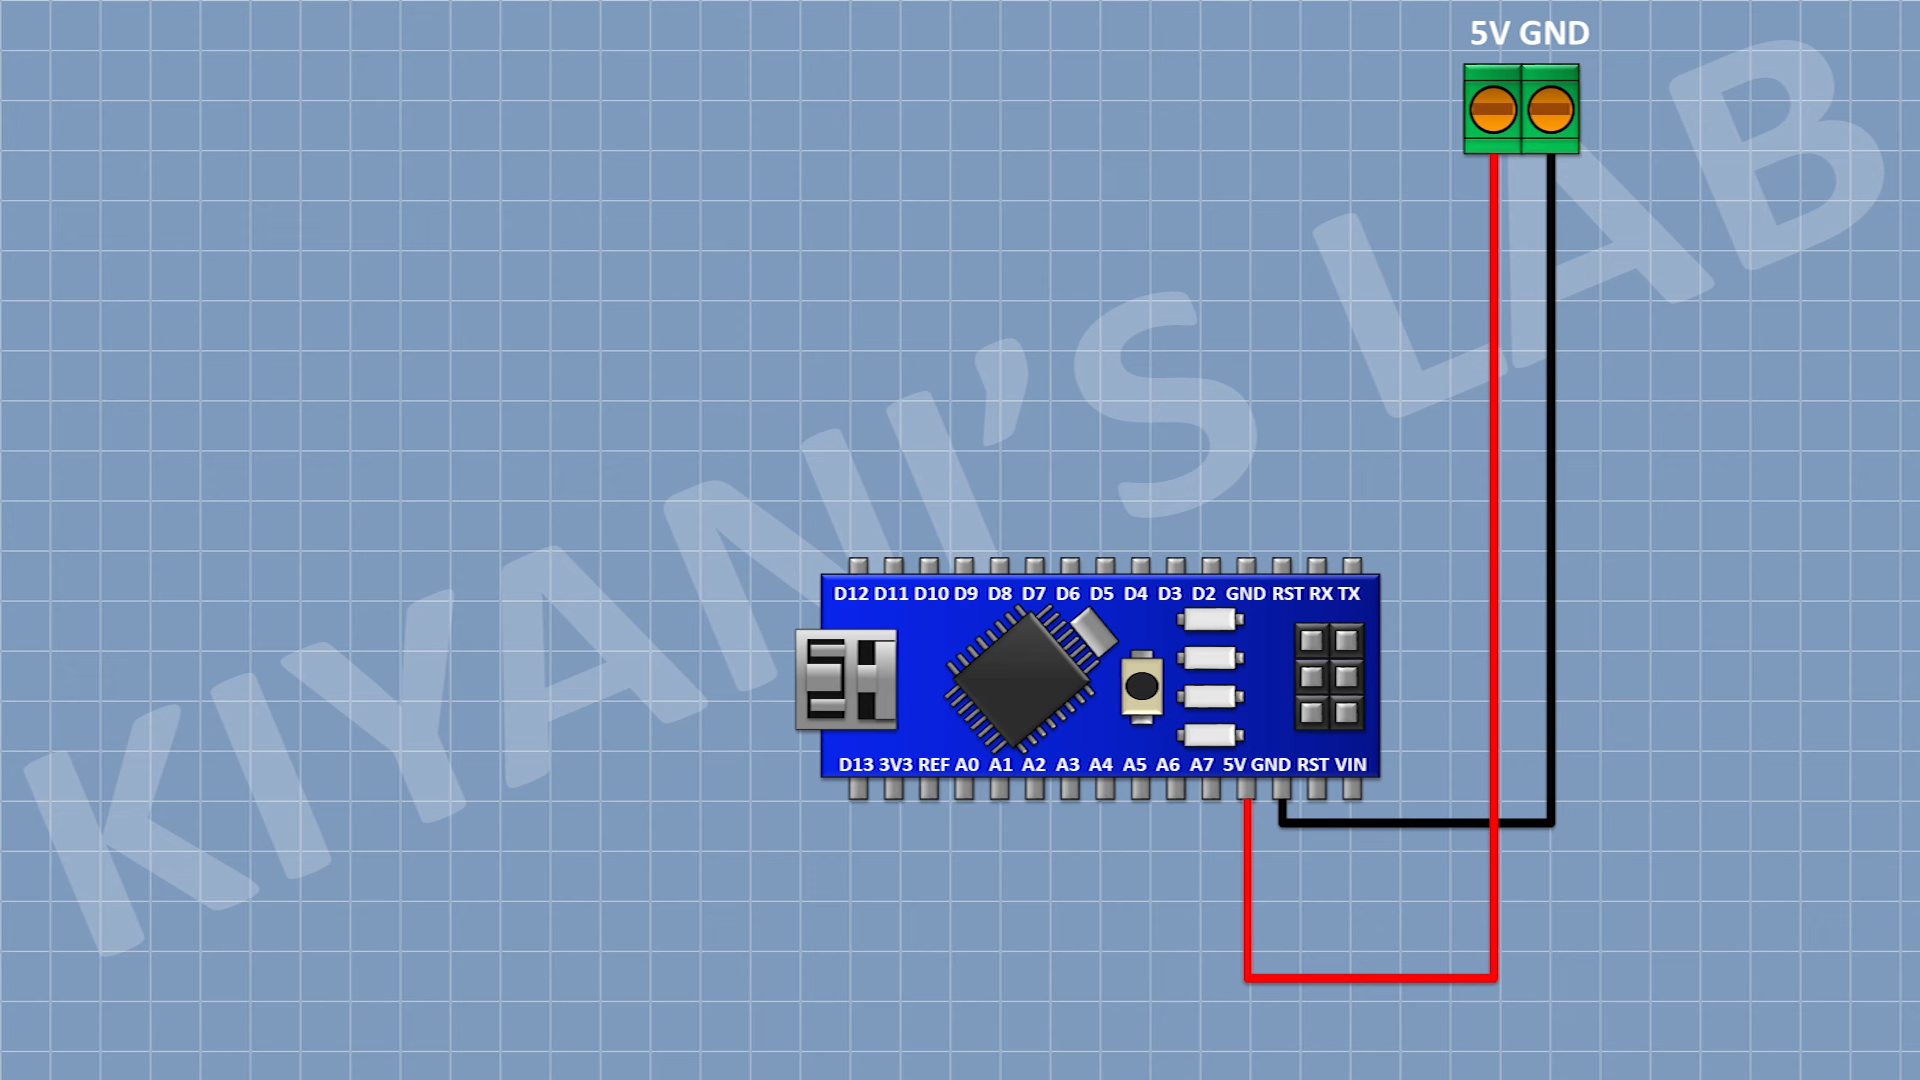 5V GND
KIYANI'S LAB
D12 D11 D10 D9 D8 D7 D6 D5 D4 D3 D2 GND RST RX TX
D13 3V3 REF A0 A1 A2 A3 A4 A5 A6 A7 5V GND RST VIN